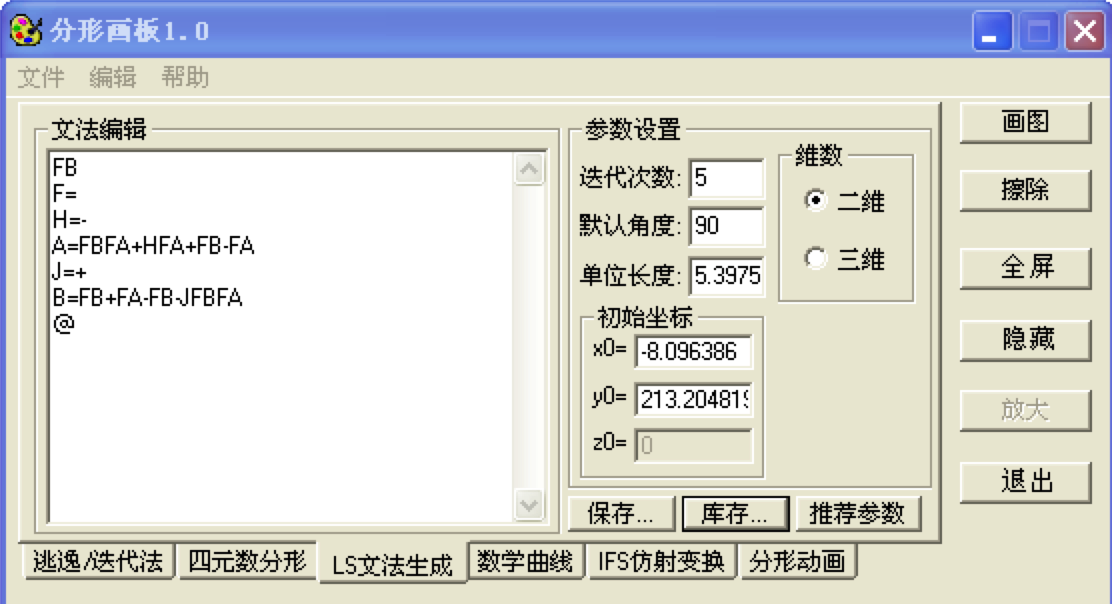 分形画板1.0
文件 编辑 帮助
文法编辑
FB
F=
H=-
A=FBFA+HFA+FB-FA
J=+
B=FB+FA-FB-JFBFA
@
参数设置
迭代次数: 5
默认角度: 90
单位长度: 5.3975
维数
二维
三维
初始坐标
x0= -8.096386
y0= 213.204819
z0= 0
保存... 库存... 推荐参数
画图
擦除
全屏
隐藏
放大
退出
逃逸/迭代法 四元数分形 LS文法生成 数学曲线 IFS仿射变换 分形动画